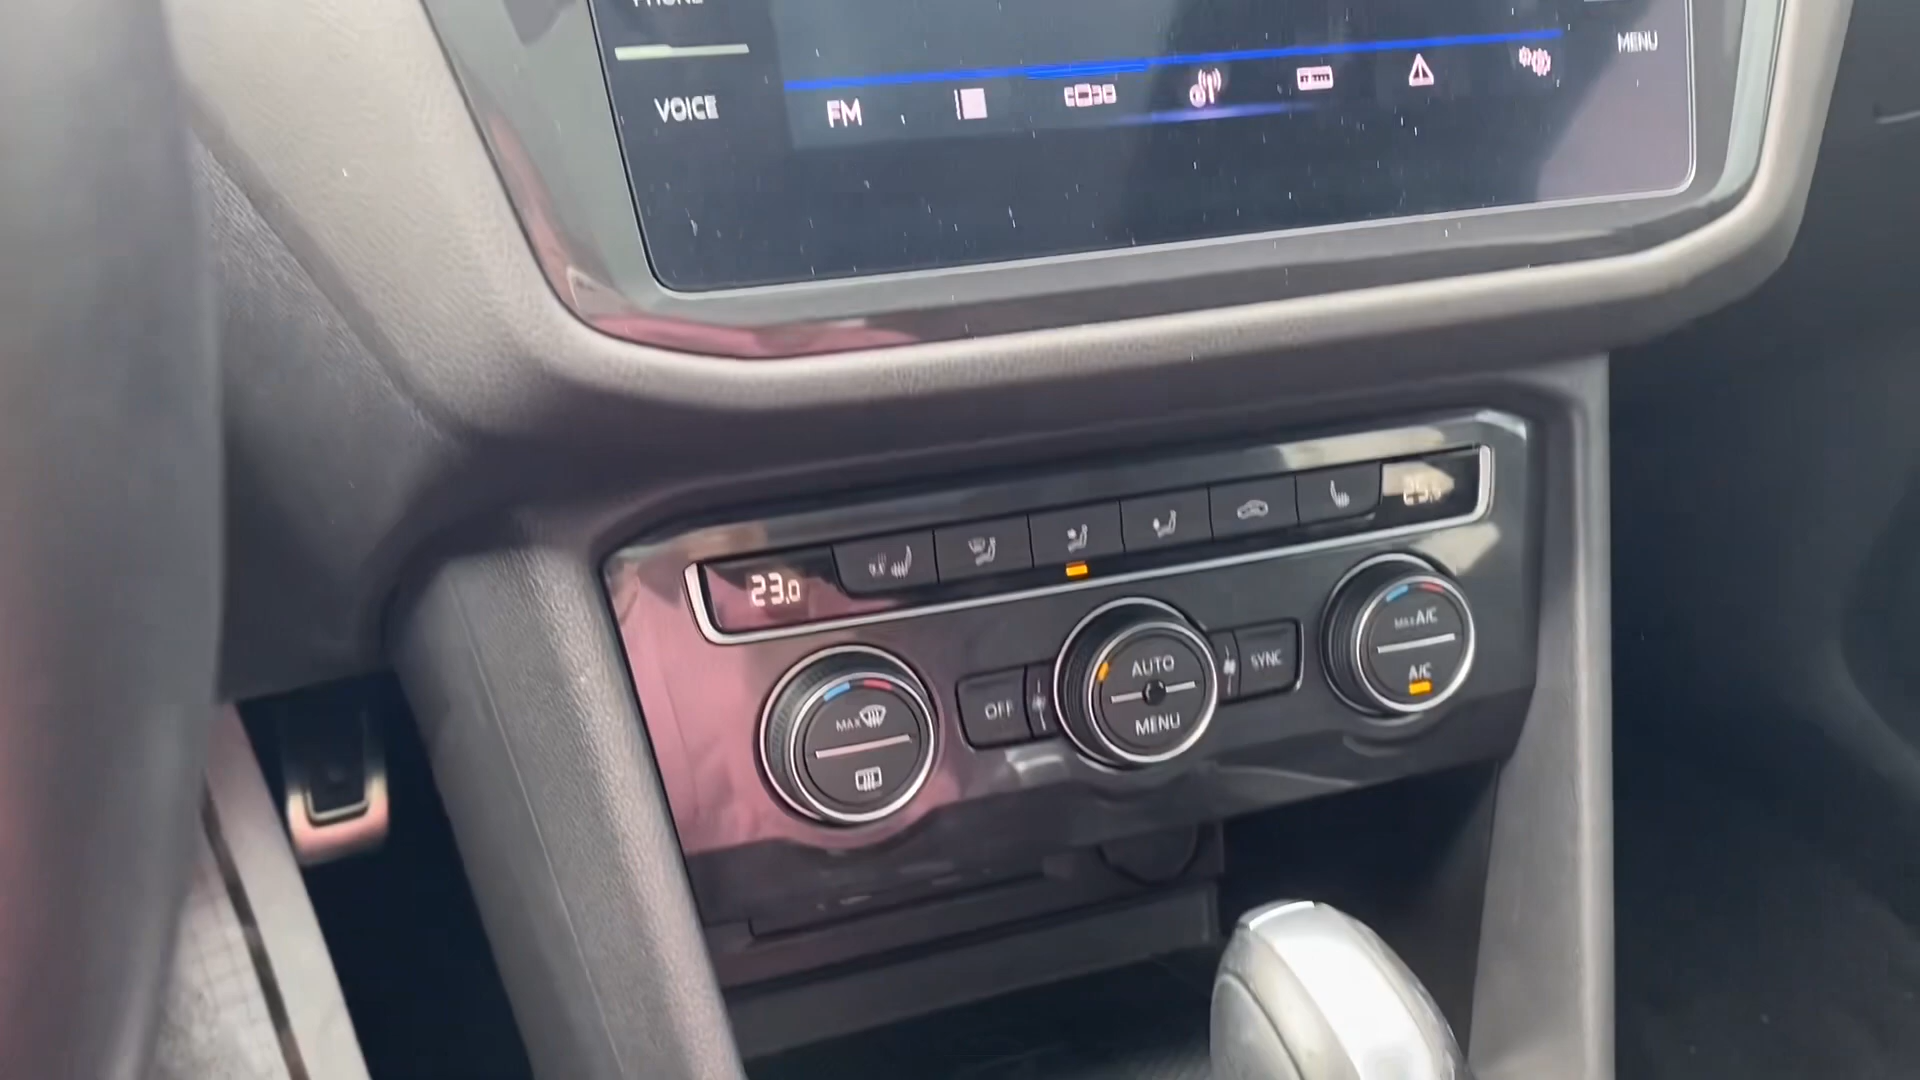 VOICE
FM
MENU
23.0
OFF
AUTO
MENU
SYNC
MAX A/C
A/C
MAX